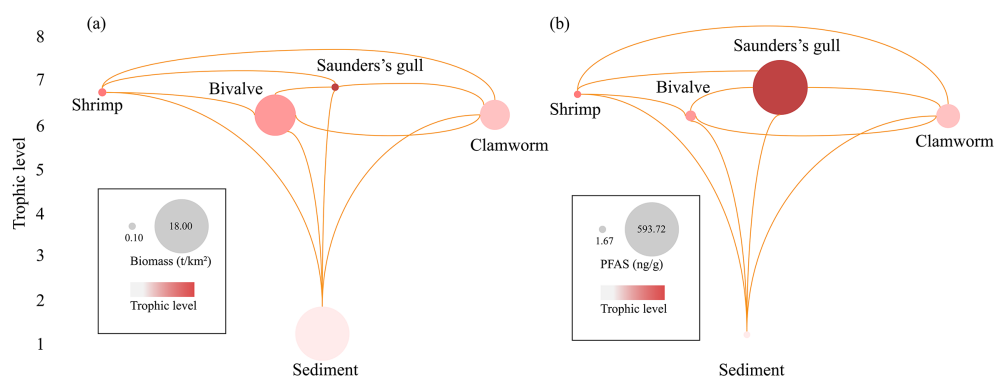 (a)
(b)
Trophic level
8
7
6
5
4
3
2
1
Shrimp
Bivalve
Saunders's gull
Clamworm
Sediment
0.10
18.00
Biomass (t/km²)
Trophic level
Shrimp
Bivalve
Saunders's gull
Clamworm
Sediment
1.67
593.72
PFAS (ng/g)
Trophic level